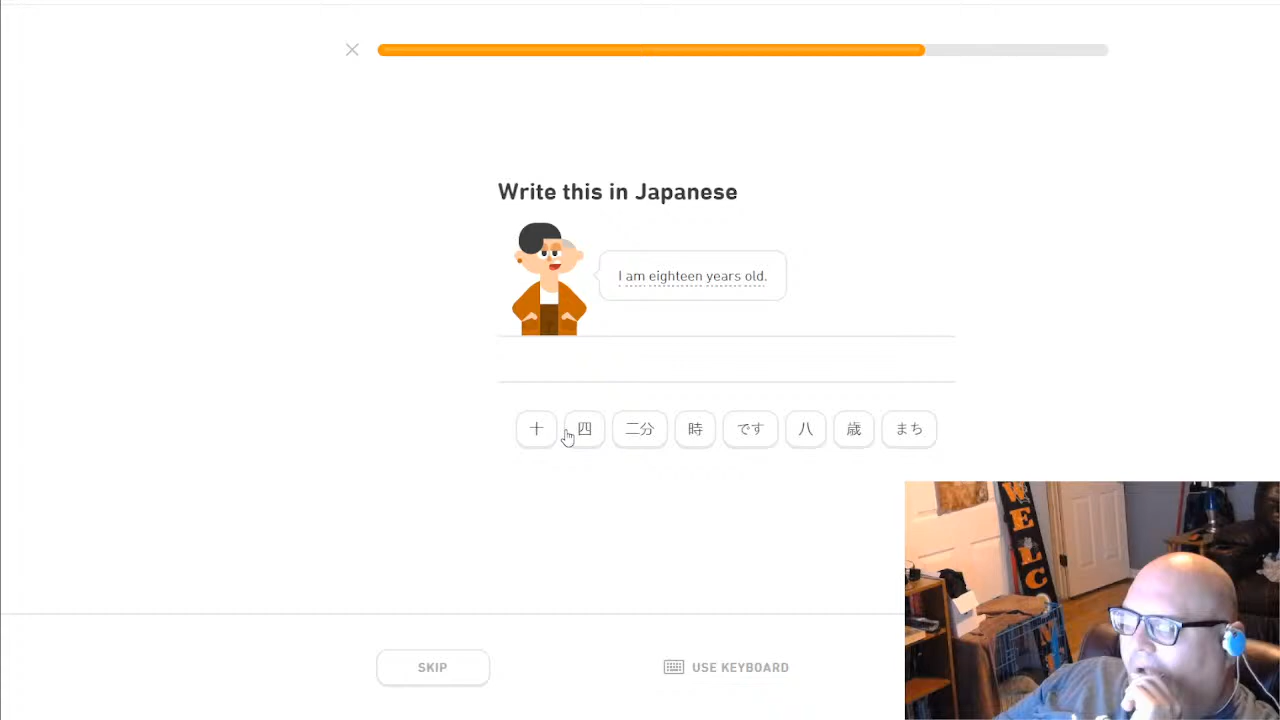 Write this in Japanese
I am eighteen years old.
十 四 二分 時 です 八 歳 まち
SKIP
USE KEYBOARD
WELC